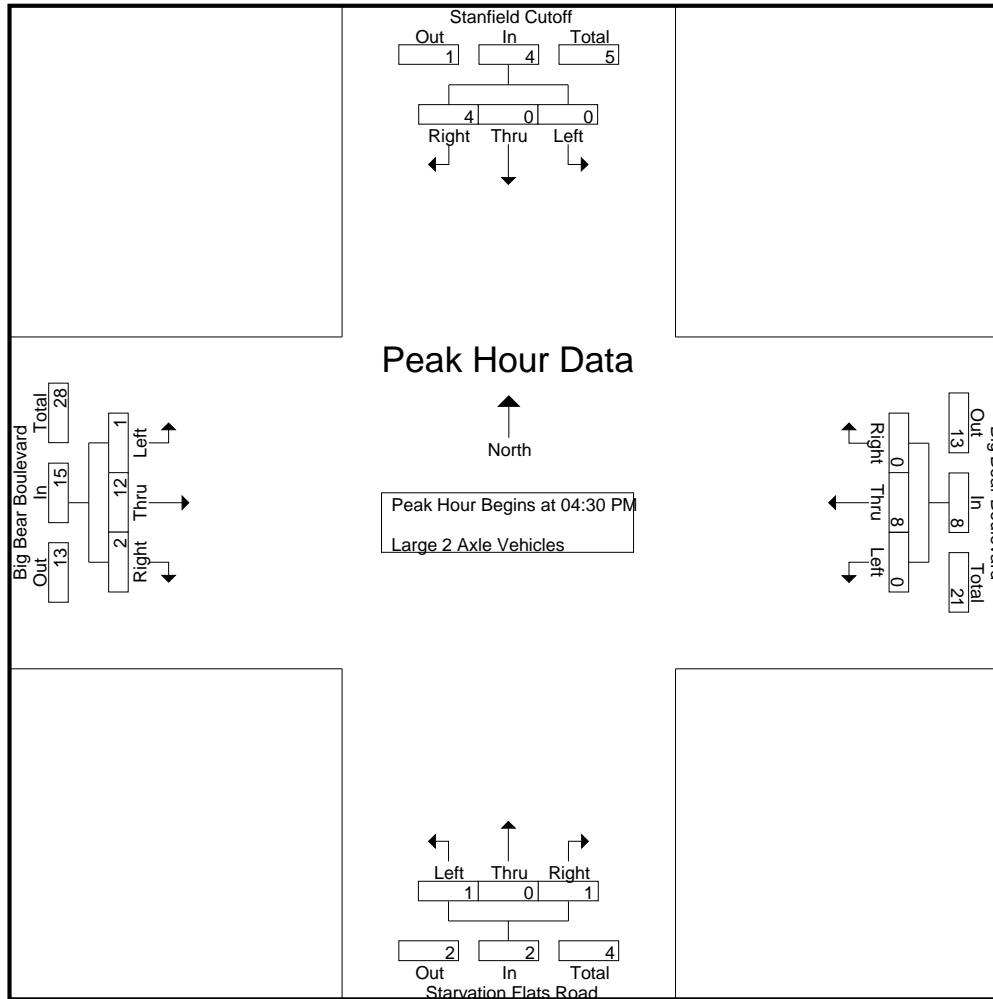 Stanfield Cutoff
Out In Total
1 4 5
4 0 0
Right Thru Left
Peak Hour Data
North
Peak Hour Begins at 04:30 PM
Large 2 Axle Vehicles
Big Bear Boulevard
Out In Total
13 15 28
Right Thru Left
2 12 1
Out In Total
13 8 21
Right Thru Left
0 8 0
Left Thru Right
1 0 1
2 2 4
Out In Total
Starvation Flats Road